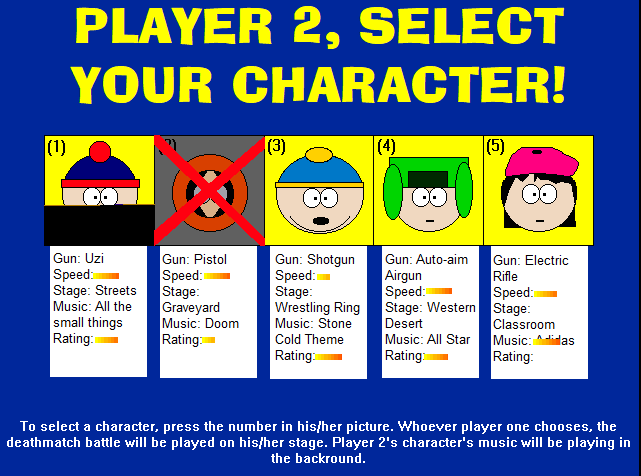 PLAYER 2, SELECT
YOUR CHARACTER!
(1)
(2)
(3)
(4)
(5)
Gun: Uzi
Speed:
Stage: Streets
Music: All the
small things
Rating:
Gun: Pistol
Speed:
Stage:
Graveyard
Music: Doom
Rating:
Gun: Shotgun
Speed:
Stage:
Wrestling Ring
Music: Stone
Cold Theme
Rating:
Gun: Auto-aim
Airgun
Speed:
Stage: Western
Desert
Music: All Star
Rating:
Gun: Electric
Rifle
Speed:
Stage:
Classroom
Music: Adidas
Rating:
To select a character, press the number in his/her picture. Whoever player one chooses, the
deathmatch battle will be played on his/her stage. Player 2's character's music will be playing in
the backround.